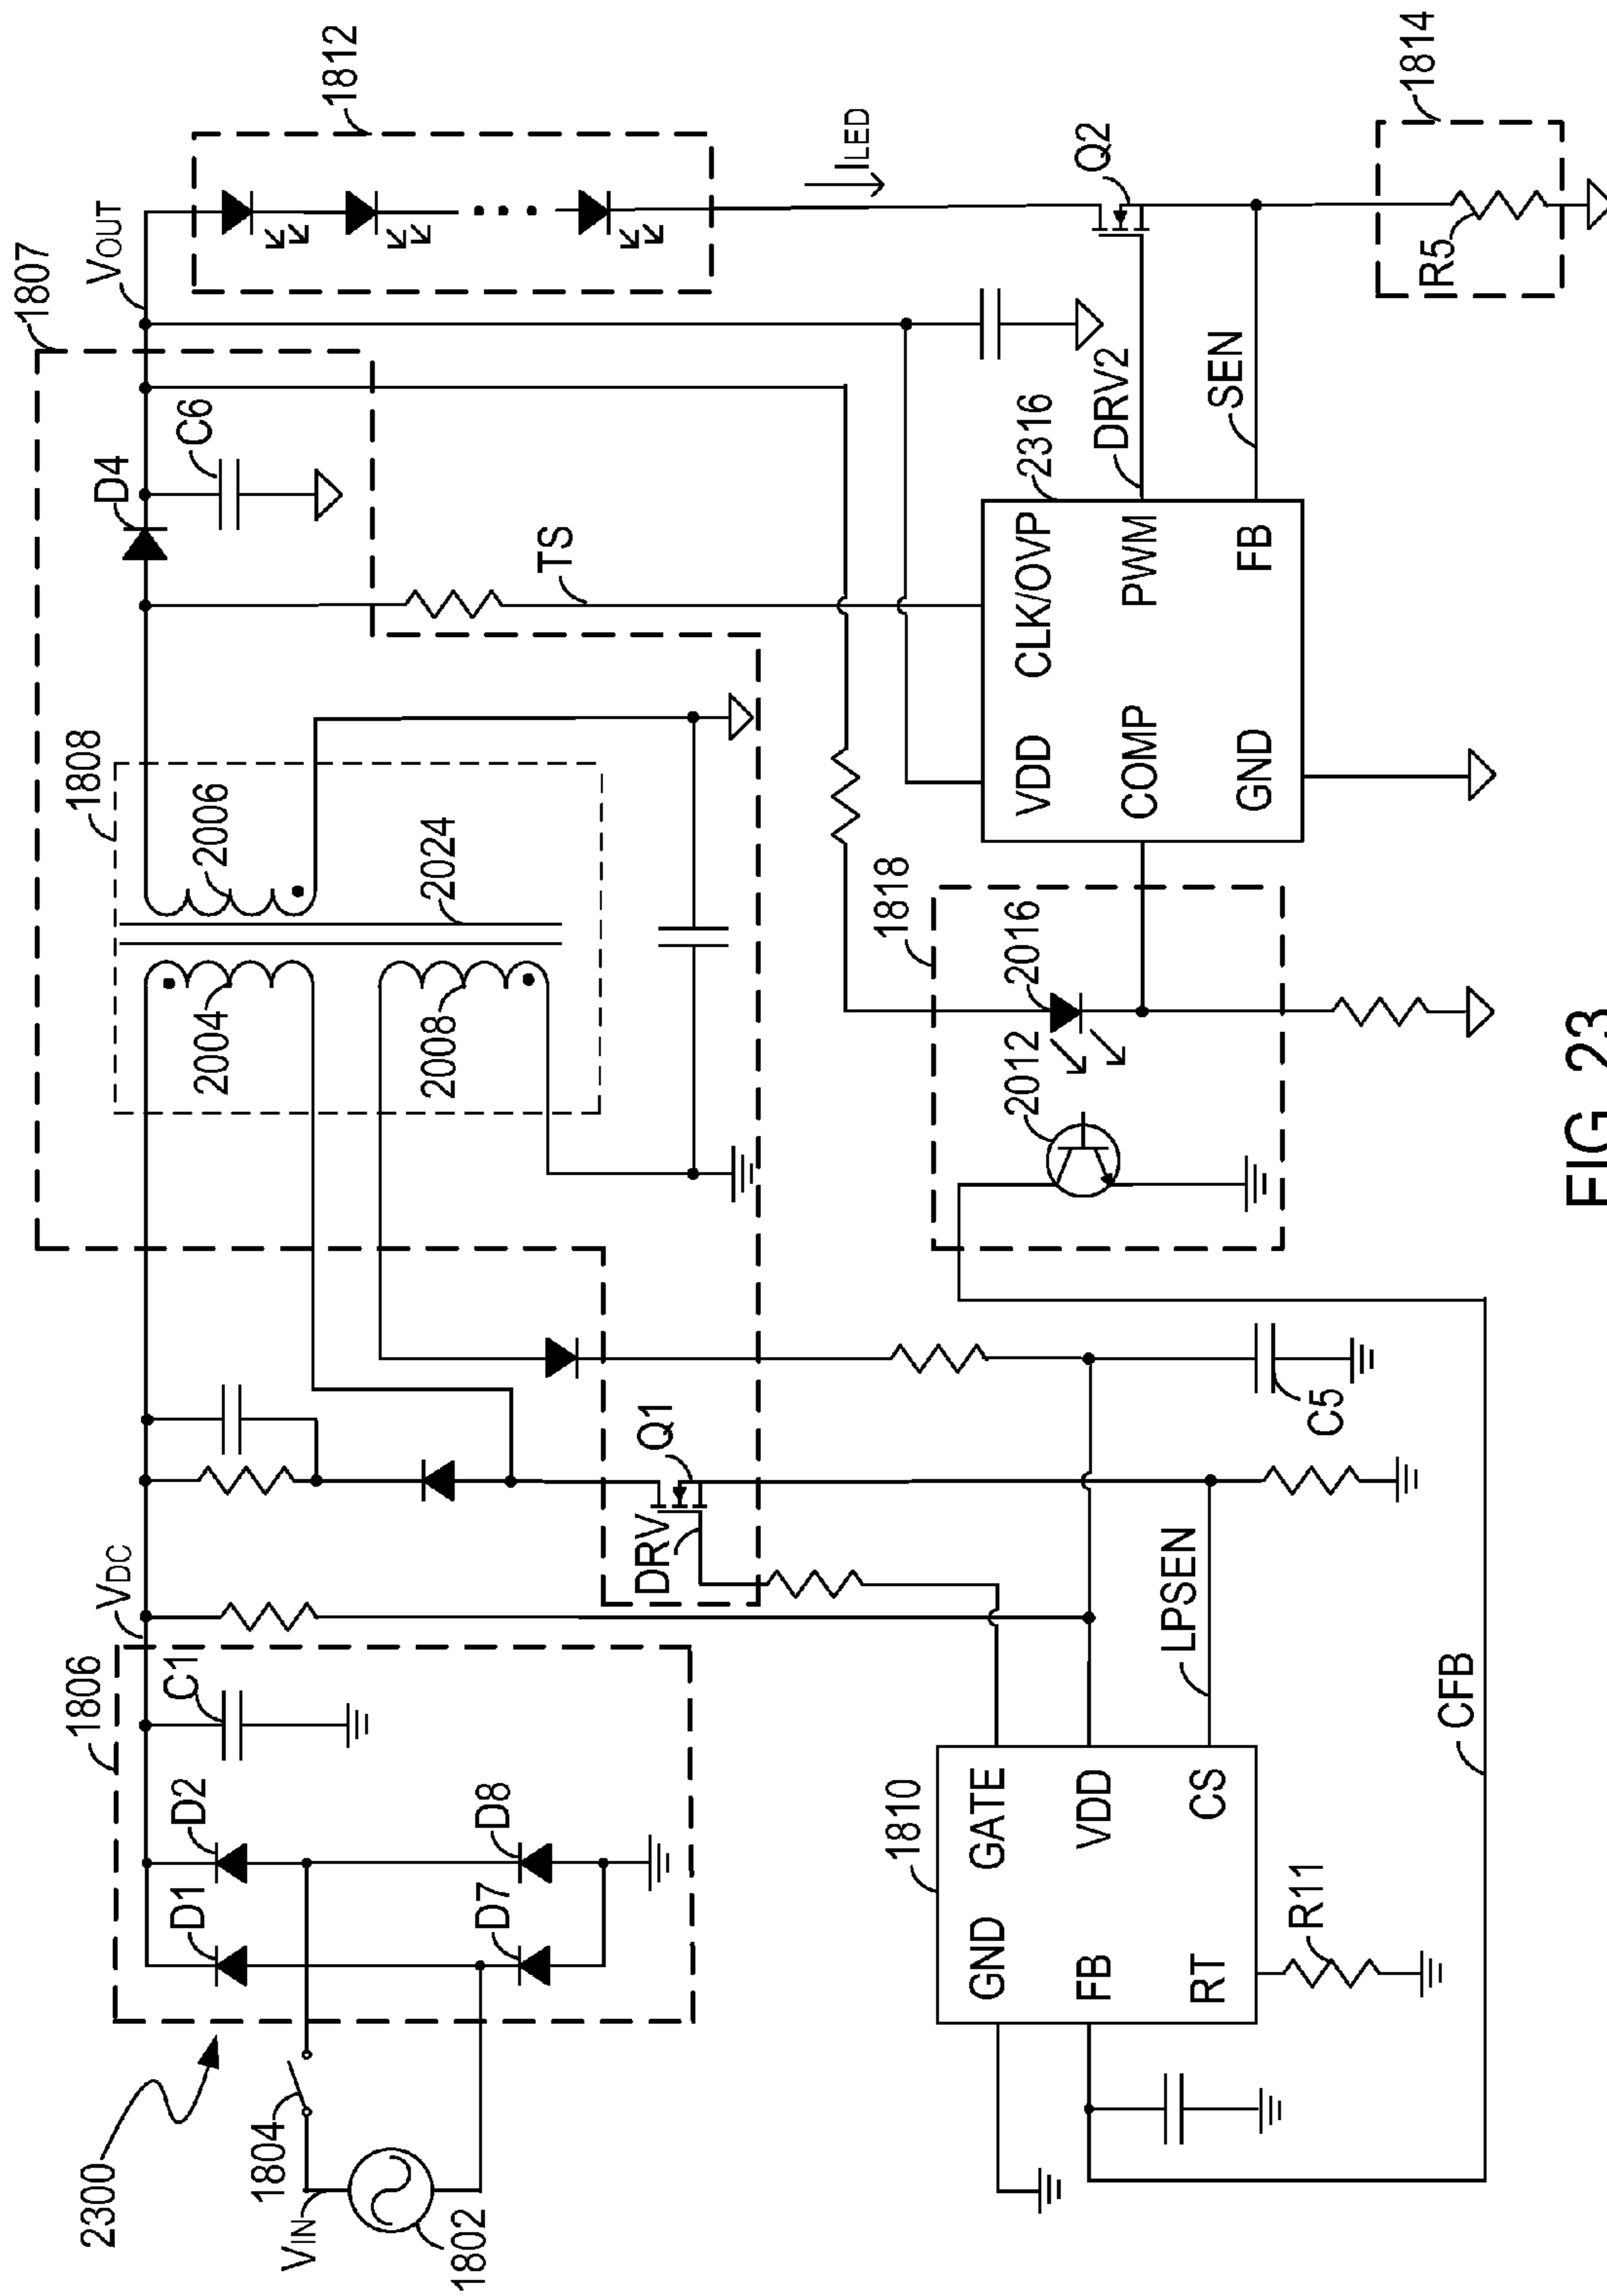 2300
VIN
1802
1804
1806
D1
D2
C1
D7
D8
VDC
1807
1808
2004
2006
2008
2024
D4
C6
VOUT
1812
ILED
TS
DRV
Q1
1810
GND
GATE
FB
VDD
RT
CS
R11
LPSEN
C5
CFB
1818
2012
2016
2316
VDD
CLK/OVP
COMP
PWM
GND
FB
DRV2
SEN
Q2
1814
R5
FIG. 23